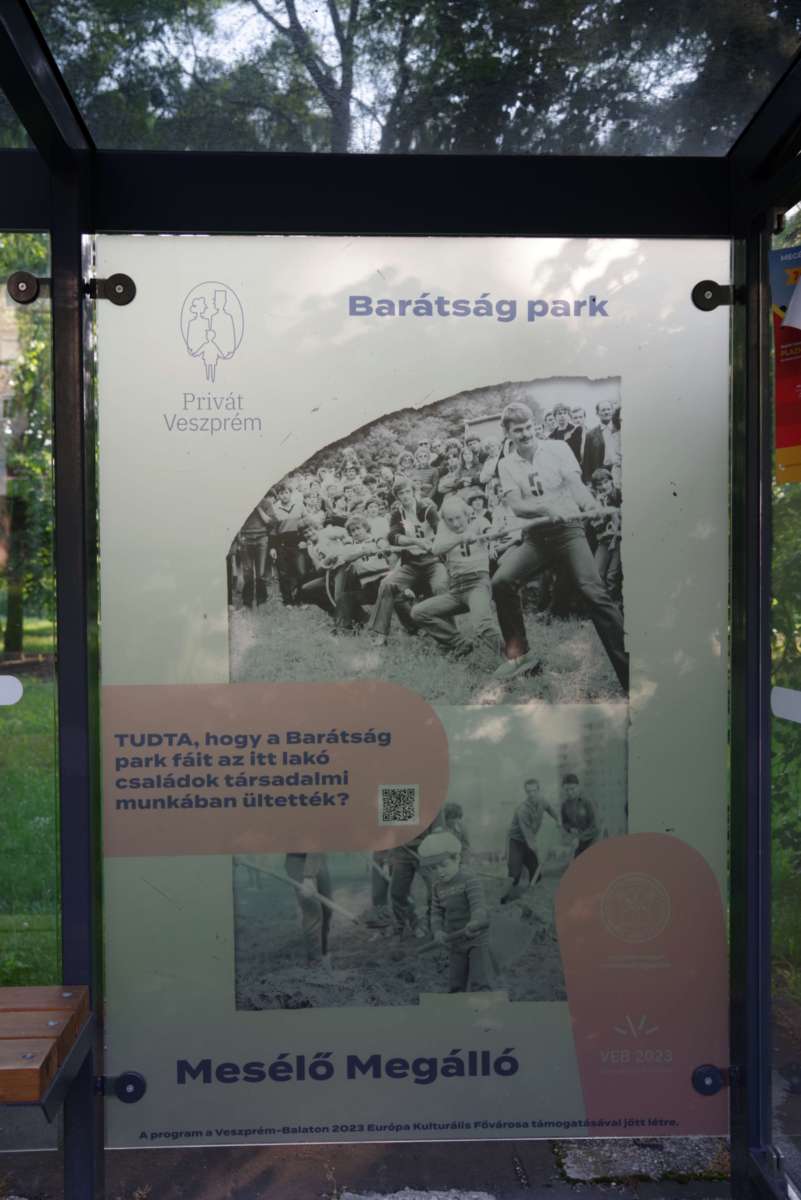 Barátság park
Privát
Veszprém
TUDTA, hogy a Barátság
park fáit az itt lakó
családok társadalmi
munkában ültették?
VEB 2023
Mesélő Megálló
A program a Veszprém-Balaton 2023 Európa Kulturális Fővárosa támogatásával jött létre.